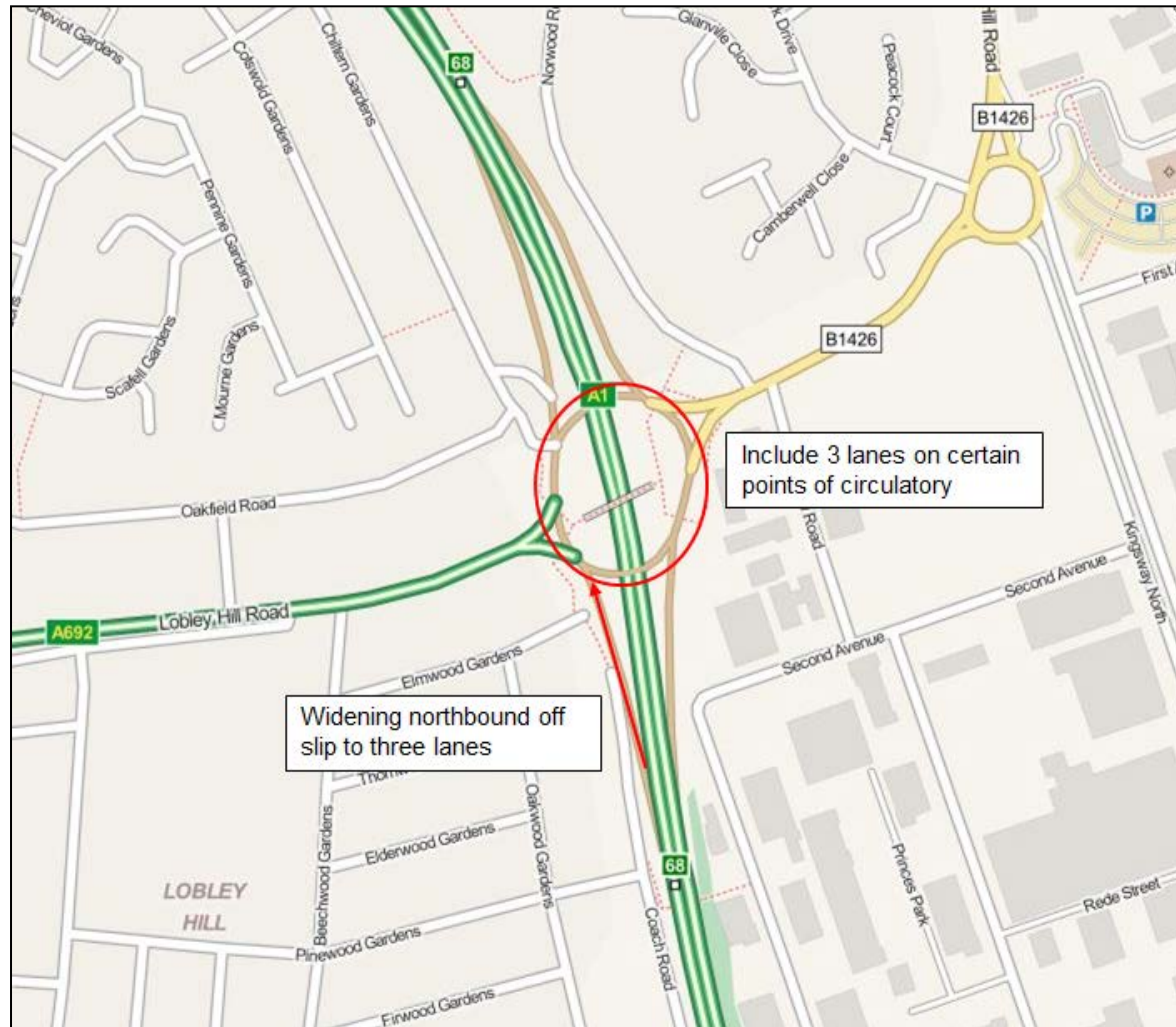 Cheviot Gardens
Cotswold Gardens
Chiltern Gardens
68
Norwood R
k Drive
Glanville Close
Peacock Court
Hill Road
B1426
Camberwell Close
P
Pennine Gardens
First
Scafell Gardens
Mourne Gardens
B1426
A1
Include 3 lanes on certain
points of circulatory
Oakfield Road
Road
Kingsway North
Second Avenue
A692
Lobley Hill Road
Second Avenue
Elmwood Gardens
Widening northbound off
slip to three lanes
Beechwood Gardens
Oakwood Gardens
Elderwood Gardens
68
Princes Park
LOBLEY
HILL
Rede Street
Coach Road
Pinewood Gardens
Firwood Gardens